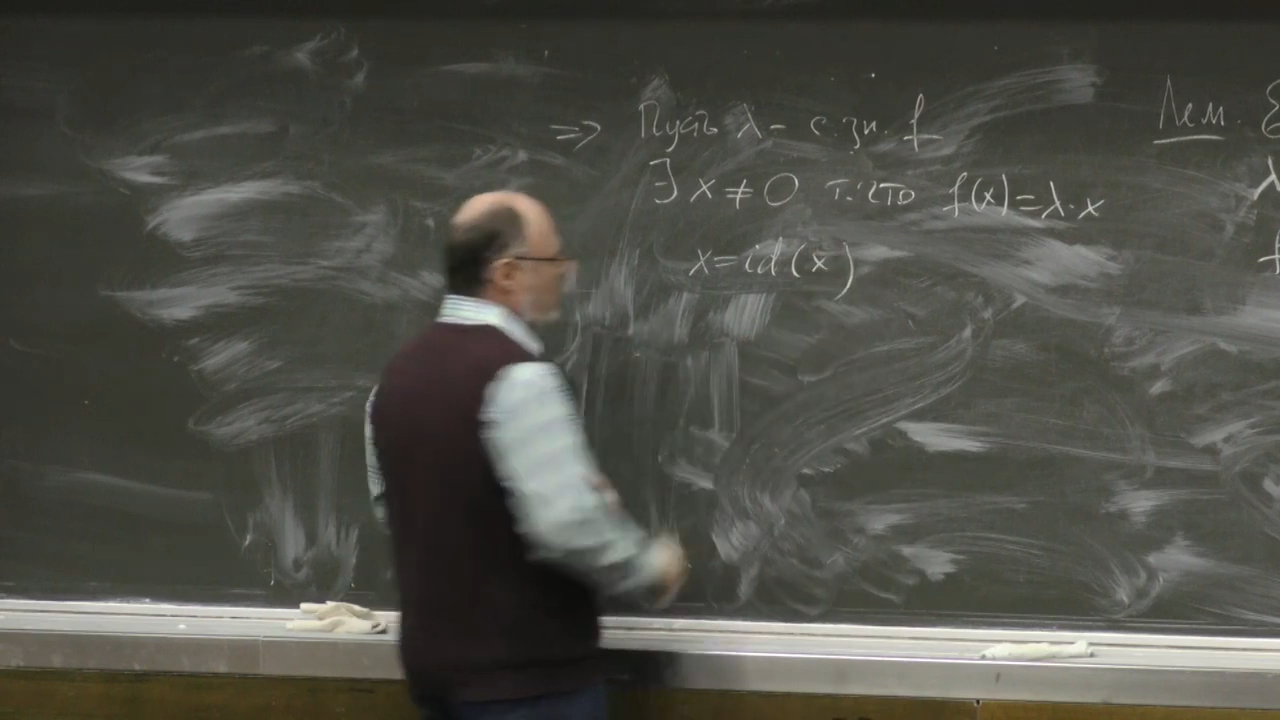 => Пусть λ - с.зн. f
∃ x ≠ 0 т.что f(x) = λ·x
x = id(x)
Лем.
λ
f